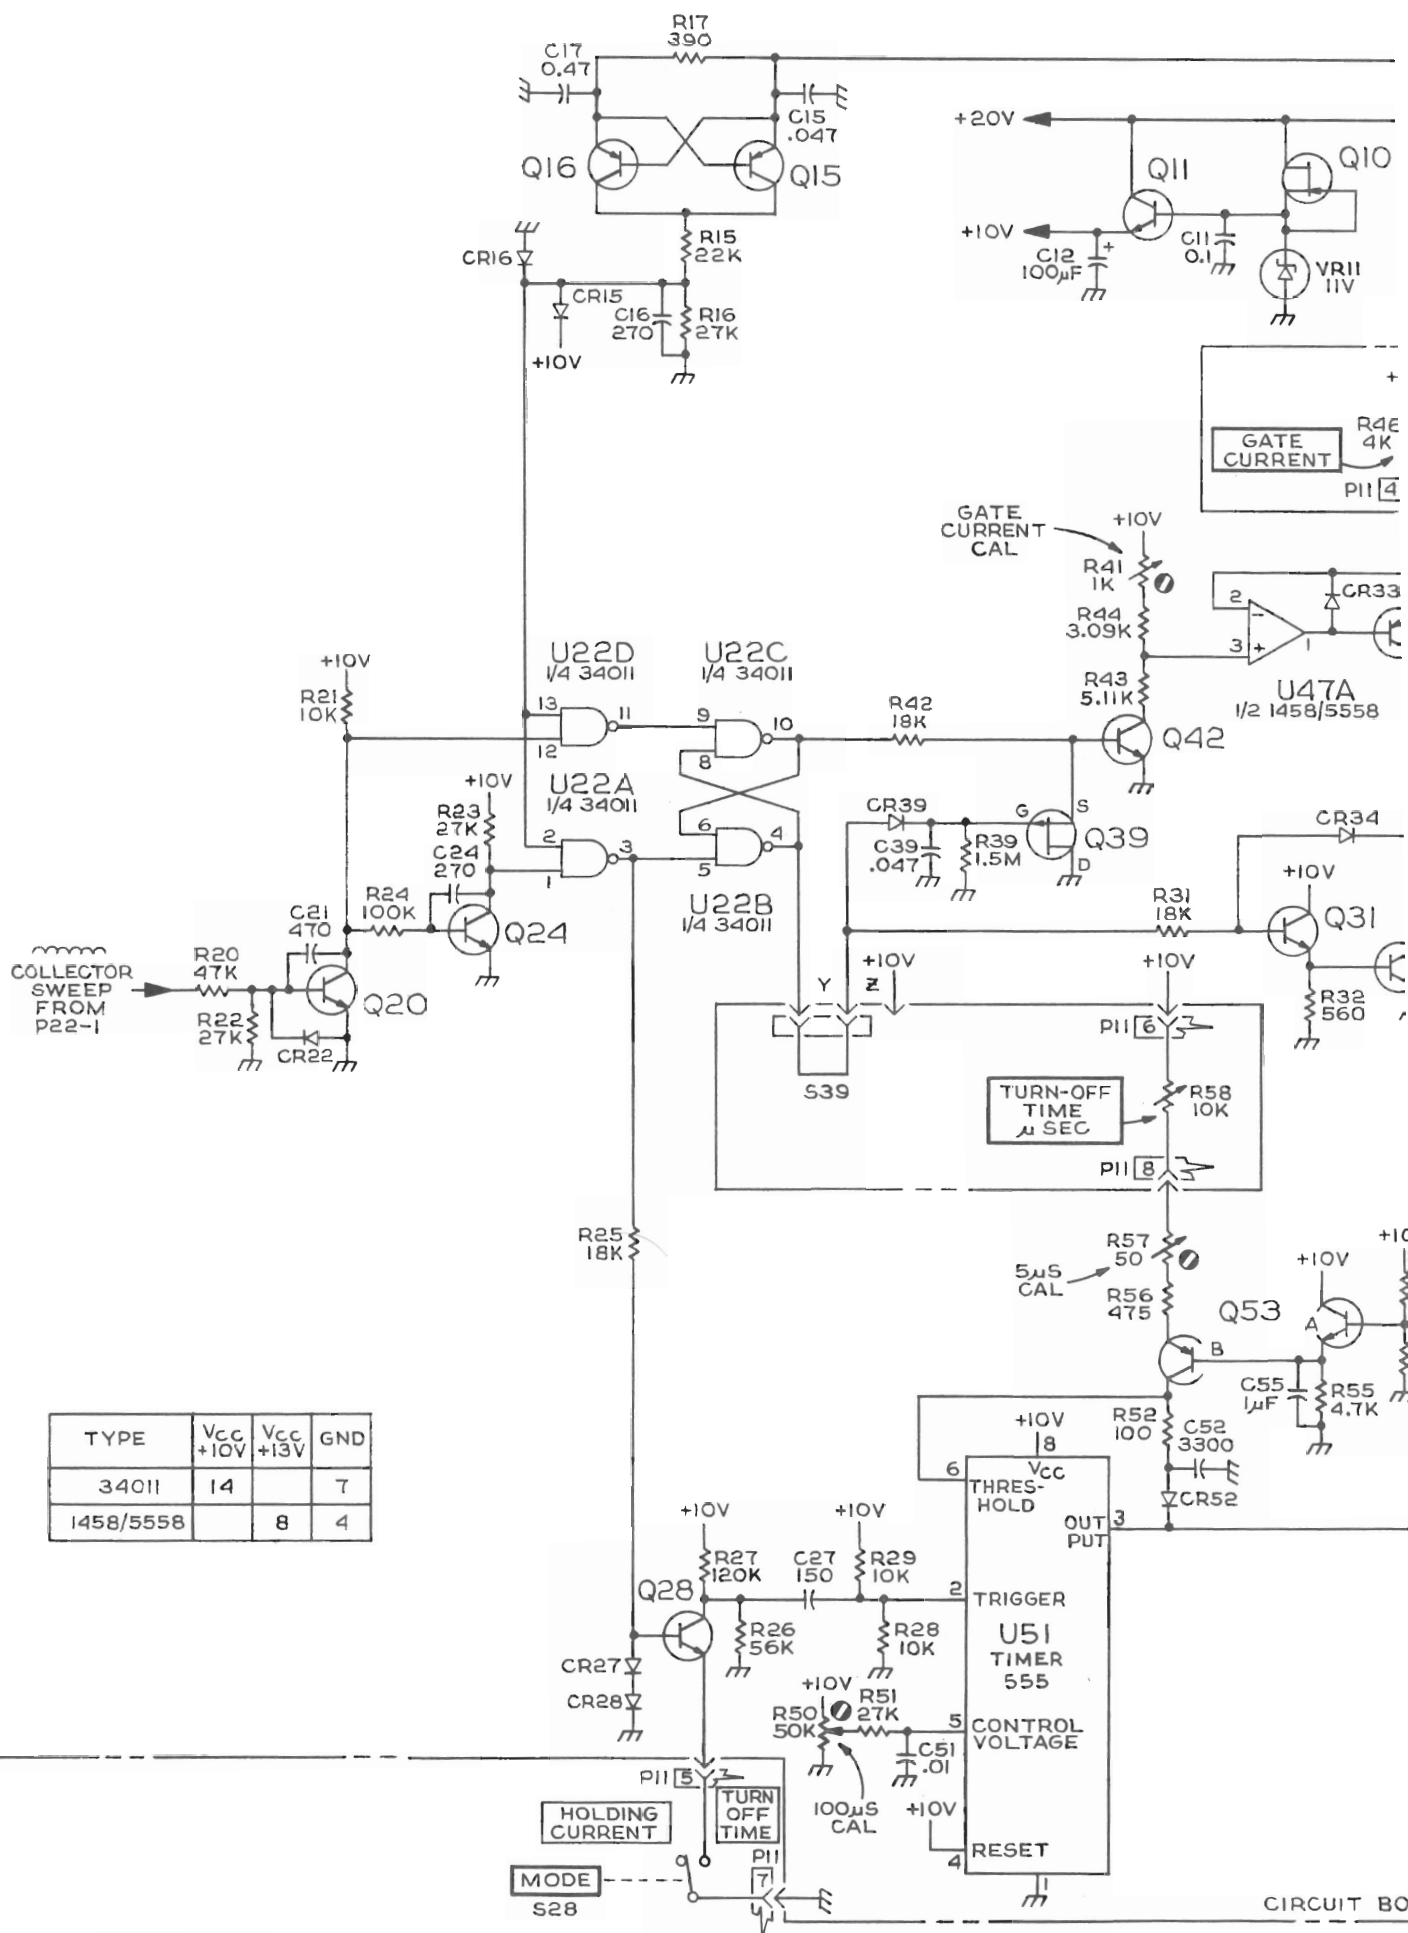 R17
390
C17
0.47
C15
.047
Q16
Q15
+20V
Q11
Q10
+10V
C12
100µF
+
C11
0.1
VR11
11V
CR16
R15
22K
CR15
C16
270
R16
27K
+10V
+
R46
4K
GATE
CURRENT
P11 4
GATE
CURRENT
CAL
+10V
R41
1K
R44
3.09K
CR33
2
−
3
+
1
R43
5.11K
U47A
1/2 1458/5558
+10V
R21
10K
U22D
1/4 34011
U22C
1/4 34011
13
12
11
9
8
10
R42
18K
Q42
+10V
R23
27K
U22A
1/4 34011
C24
270
2
1
3
6
5
4
CR39
G
S
D
Q39
C39
.047
R39
1.5M
CR34
U22B
1/4 34011
R24
100K
Q24
C21
470
+10V
R31
18K
Q31
COLLECTOR
SWEEP
FROM
P22-1
R20
47K
R22
27K
Q20
CR22
Y
Z
+10V
+10V
R32
560
P11 6
S39
TURN-OFF
TIME
µ SEC
R58
10K
P11 8
R25
18K
R57
50
5µS
CAL
R56
475
+10V
+10
Q53
A
B
C55
1µF
R55
4.7K
TYPE
VCC
+10V
VCC
+13V
GND
34011
14
7
1458/5558
8
4
+10V
8
VCC
R52
100
C52
3300
CR52
6
THRES-
HOLD
OUT
PUT
3
+10V
R27
120K
+10V
C27
150
R29
10K
Q28
R26
56K
R28
10K
2
TRIGGER
U51
TIMER
555
CR27
CR28
+10V
R50
50K
R51
27K
5
CONTROL
VOLTAGE
C51
.01
P11 5
100µS
CAL
+10V
HOLDING
CURRENT
TURN
OFF
TIME
4
RESET
1
P11
7
MODE
S28
CIRCUIT BO